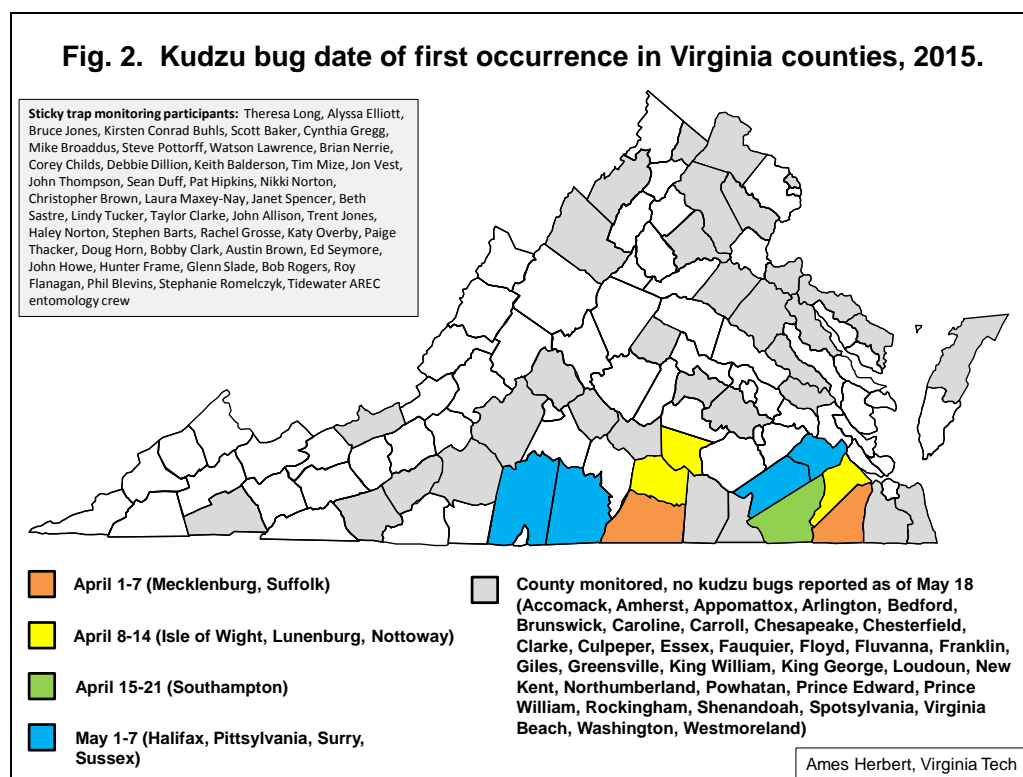 Fig. 2.  Kudzu bug date of first occurrence in Virginia counties, 2015.
Sticky trap monitoring participants:  Theresa Long, Alyssa Elliott,
Bruce Jones, Kirsten Conrad Buhls, Scott Baker, Cynthia Gregg,
Mike Broaddus, Steve Pottorff, Watson Lawrence, Brian Nerrie,
Corey Childs, Debbie Dillion, Keith Balderson, Tim Mize, Jon Vest,
John Thompson, Sean Duff, Pat Hipkins, Nikki Norton,
Christopher Brown, Laura Maxey-Nay, Janet Spencer, Beth
Sastre, Lindy Tucker, Taylor Clarke, John Allison, Trent Jones,
Haley Norton, Stephen Barts, Rachel Grosse, Katy Overby, Paige
Thacker, Doug Horn, Bobby Clark, Austin Brown, Ed Seymore,
John Howe, Hunter Frame, Glenn Slade, Bob Rogers, Roy
Flanagan, Phil Blevins, Stephanie Romelczyk, Tidewater AREC
entomology crew
April 1-7 (Mecklenburg, Suffolk)
April 8-14 (Isle of Wight, Lunenburg, Nottoway)
April 15-21 (Southampton)
May 1-7 (Halifax, Pittsylvania, Surry,
Sussex)
County monitored, no kudzu bugs reported as of May 18
(Accomack, Amherst, Appomattox, Arlington, Bedford,
Brunswick, Caroline, Carroll, Chesapeake, Chesterfield,
Clarke, Culpeper, Essex, Fauquier, Floyd, Fluvanna, Franklin,
Giles, Greensville, King William, King George, Loudoun, New
Kent, Northumberland, Powhatan, Prince Edward, Prince
William, Rockingham, Shenandoah, Spotsylvania, Virginia
Beach, Washington, Westmoreland)
Ames Herbert, Virginia Tech